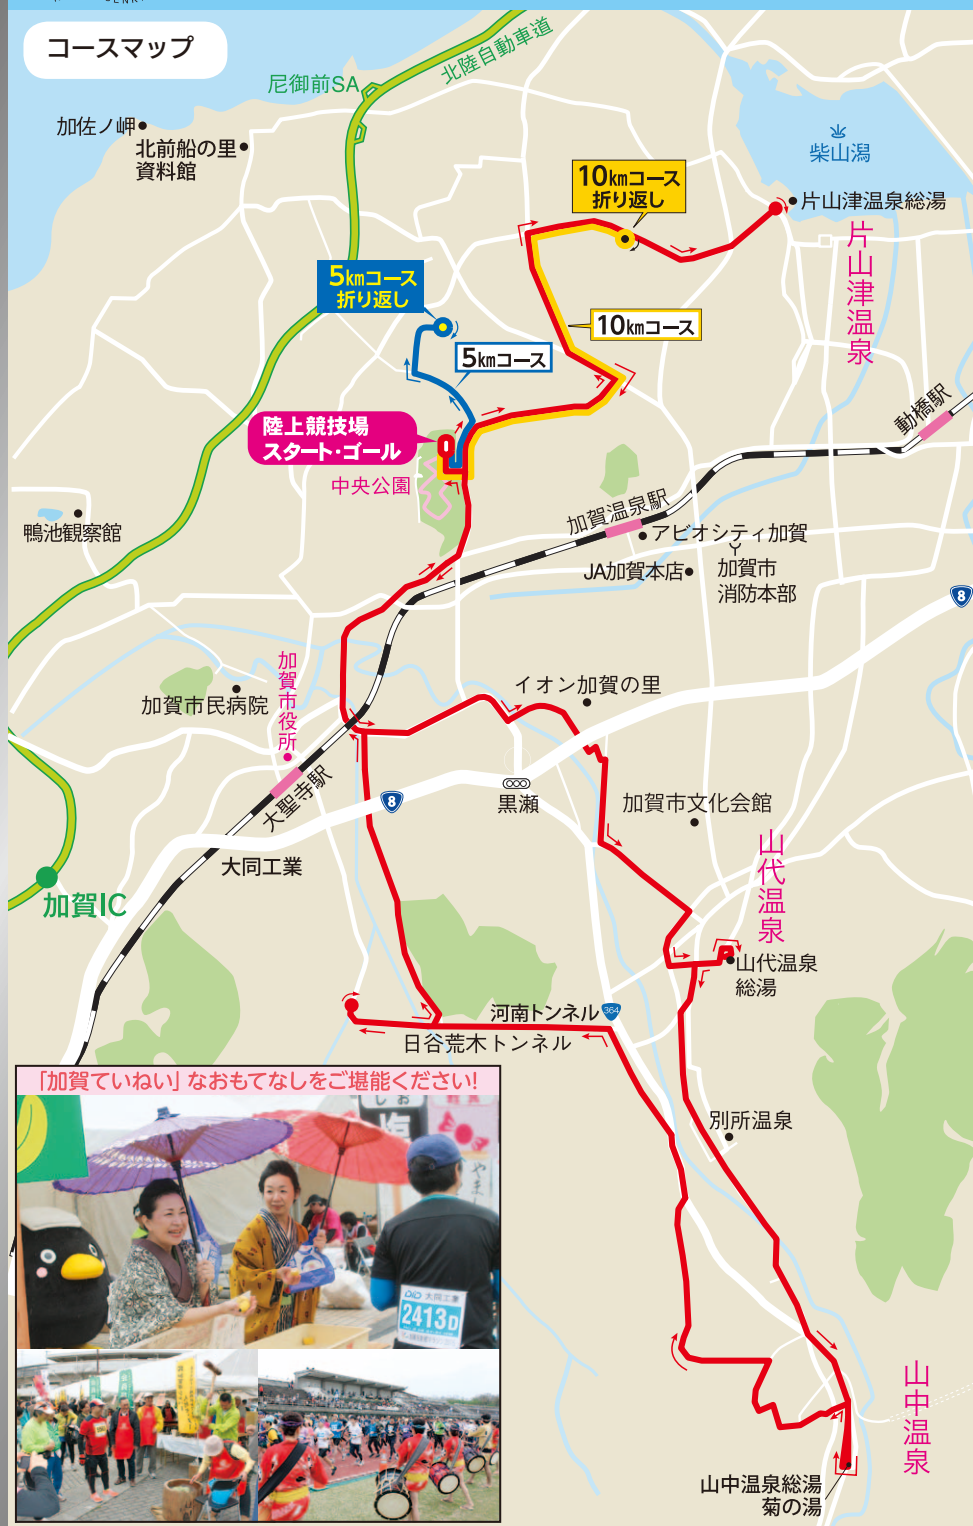 コースマップ
北陸自動車道
尼御前SA
加佐ノ岬
北前船の里
資料館
柴山潟
10kmコース
折り返し
片山津温泉総湯
片山津温泉
5kmコース
折り返し
10kmコース
5kmコース
陸上競技場
スタート・ゴール
中央公園
動橋駅
加賀温泉駅
アビオシティ加賀
鴨池観察館
JA加賀本店
加賀市
消防本部
8
加賀市役所
イオン加賀の里
加賀市民病院
大聖寺駅
8
黒瀬
加賀市文化会館
大同工業
山代温泉
加賀IC
山代温泉
総湯
河南トンネル
364
日谷荒木トンネル
別所温泉
「加賀ていねい」なおもてなしをご堪能ください!
しお
塩
やまし
DID 大同工業
2413D
山中温泉
山中温泉総湯
菊の湯